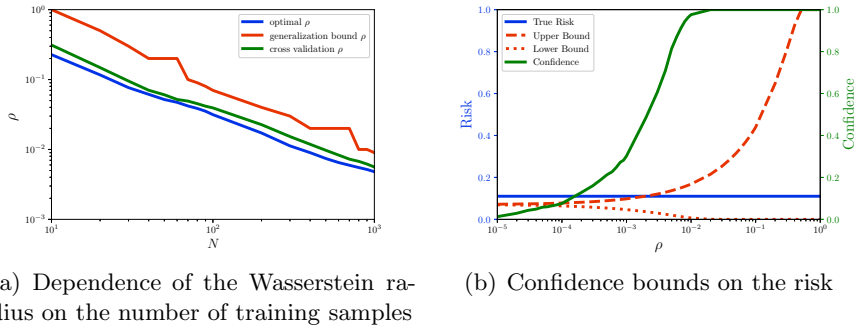 10⁰
10⁻¹
10⁻²
10⁻³
ρ
10¹
10²
10³
N
optimal ρ
generalization bound ρ
cross validation ρ
1.0
0.8
0.6
0.4
0.2
0.0
Risk
True Risk
Upper Bound
Lower Bound
Confidence
10⁻⁵
10⁻⁴
10⁻³
10⁻²
10⁻¹
10⁰
ρ
1.0
0.8
0.6
0.4
0.2
0.0
Confidence
a) Dependence of the Wasserstein ra-
lius on the number of training samples
(b) Confidence bounds on the risk